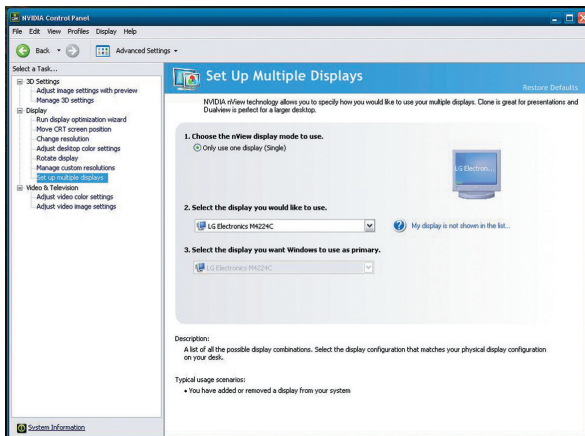 NVIDIA Control Panel
File Edit View Profiles Display Help
Back Advanced Settings
Select a Task...
3D Settings
Adjust image settings with preview
Manage 3D settings
Display
Run display optimization wizard
Move CRT screen position
Change resolution
Adjust desktop color settings
Rotate display
Manage custom resolutions
Set up multiple displays
Video & Television
Adjust video color settings
Adjust video image settings
System Information
Set Up Multiple Displays
Restore Defaults
NVIDIA nView technology allows you to specify how you would like to use your multiple displays. Clone is great for presentations and
Dualview is perfect for a larger desktop.
1. Choose the nView display mode to use.
Only use one display (Single)
LG Electron...
2. Select the display you would like to use.
LG Electronics M4224C
My display is not shown in the list...
3. Select the display you want Windows to use as primary.
LG Electronics M4224C
Description:
A list of all the possible display combinations. Select the display configuration that matches your physical display configuration
on your desk.
Typical usage scenarios:
• You have added or removed a display from your system